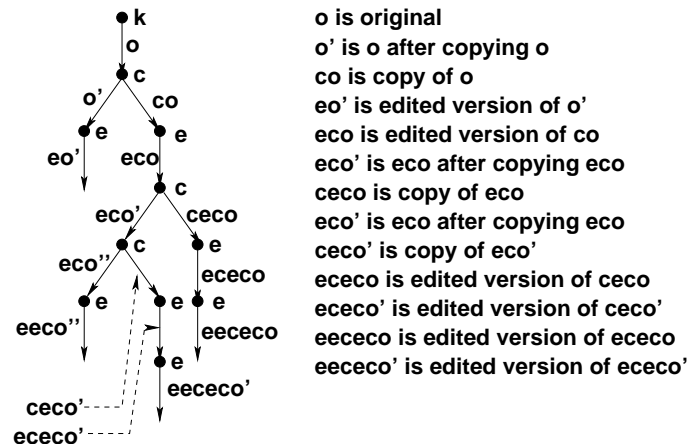 k
o
c
o'
co
e
e
eo'
eco
c
eco'
ceco
c
e
eco''
ececo
e
e
e
eeco''
eececo
e
eececo'
ceco'
ececo'
o is original
o' is o after copying o
co is copy of o
eo' is edited version of o'
eco is edited version of co
eco' is eco after copying eco
ceco is copy of eco
eco' is eco after copying eco
ceco' is copy of eco'
ececo is edited version of ceco
ececo' is edited version of ceco'
eececo is edited version of ececo
eececo' is edited version of ececo'